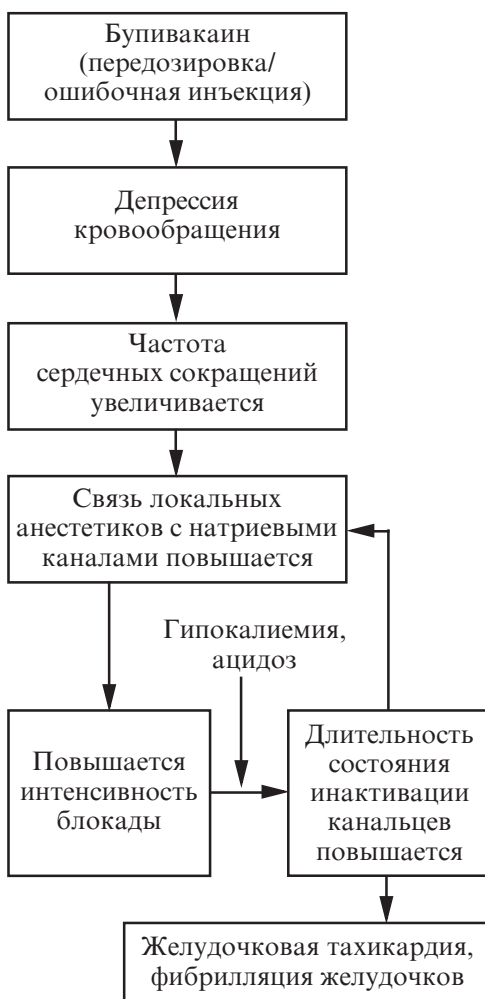 Бупивакаин
(передозировка/
ошибочная инъекция)
Депрессия
кровообращения
Частота
сердечных сокращений
увеличивается
Связь локальных
анестетиков с натриевыми
каналами повышается
Гипокалиемия,
ацидоз
Повышается
интенсивность
блокады
Длительность
состояния
инактивации
канальцев
повышается
Желудочковая тахикардия,
фибрилляция желудочков